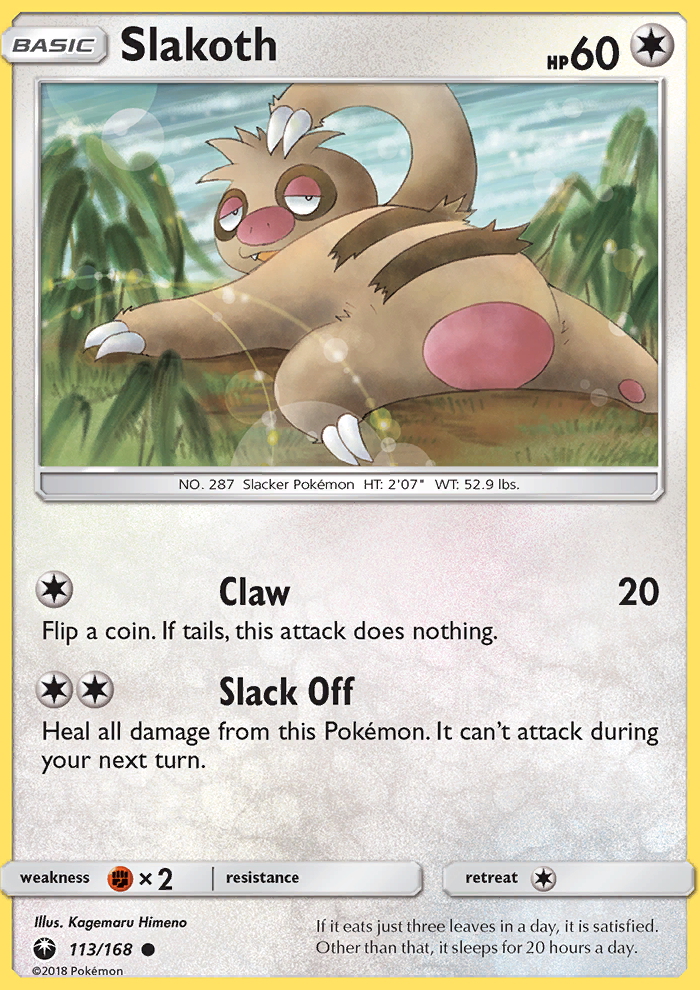 BASIC Slakoth HP60
NO. 287 Slacker Pokémon HT: 2'07" WT: 52.9 lbs.
Claw 20
Flip a coin. If tails, this attack does nothing.
Slack Off
Heal all damage from this Pokémon. It can't attack during
your next turn.
weakness ×2 resistance retreat
Illus. Kagemaru Himeno
113/168
©2018 Pokémon
If it eats just three leaves in a day, it is satisfied.
Other than that, it sleeps for 20 hours a day.